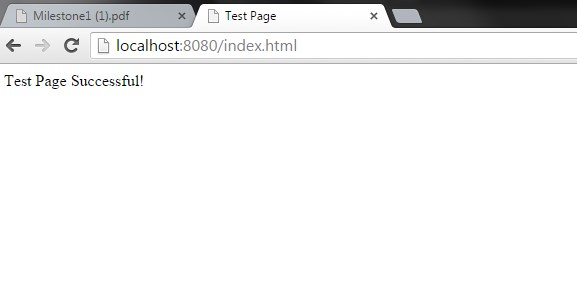 Milestone1 (1).pdf
Test Page
localhost:8080/index.html
Test Page Successful!